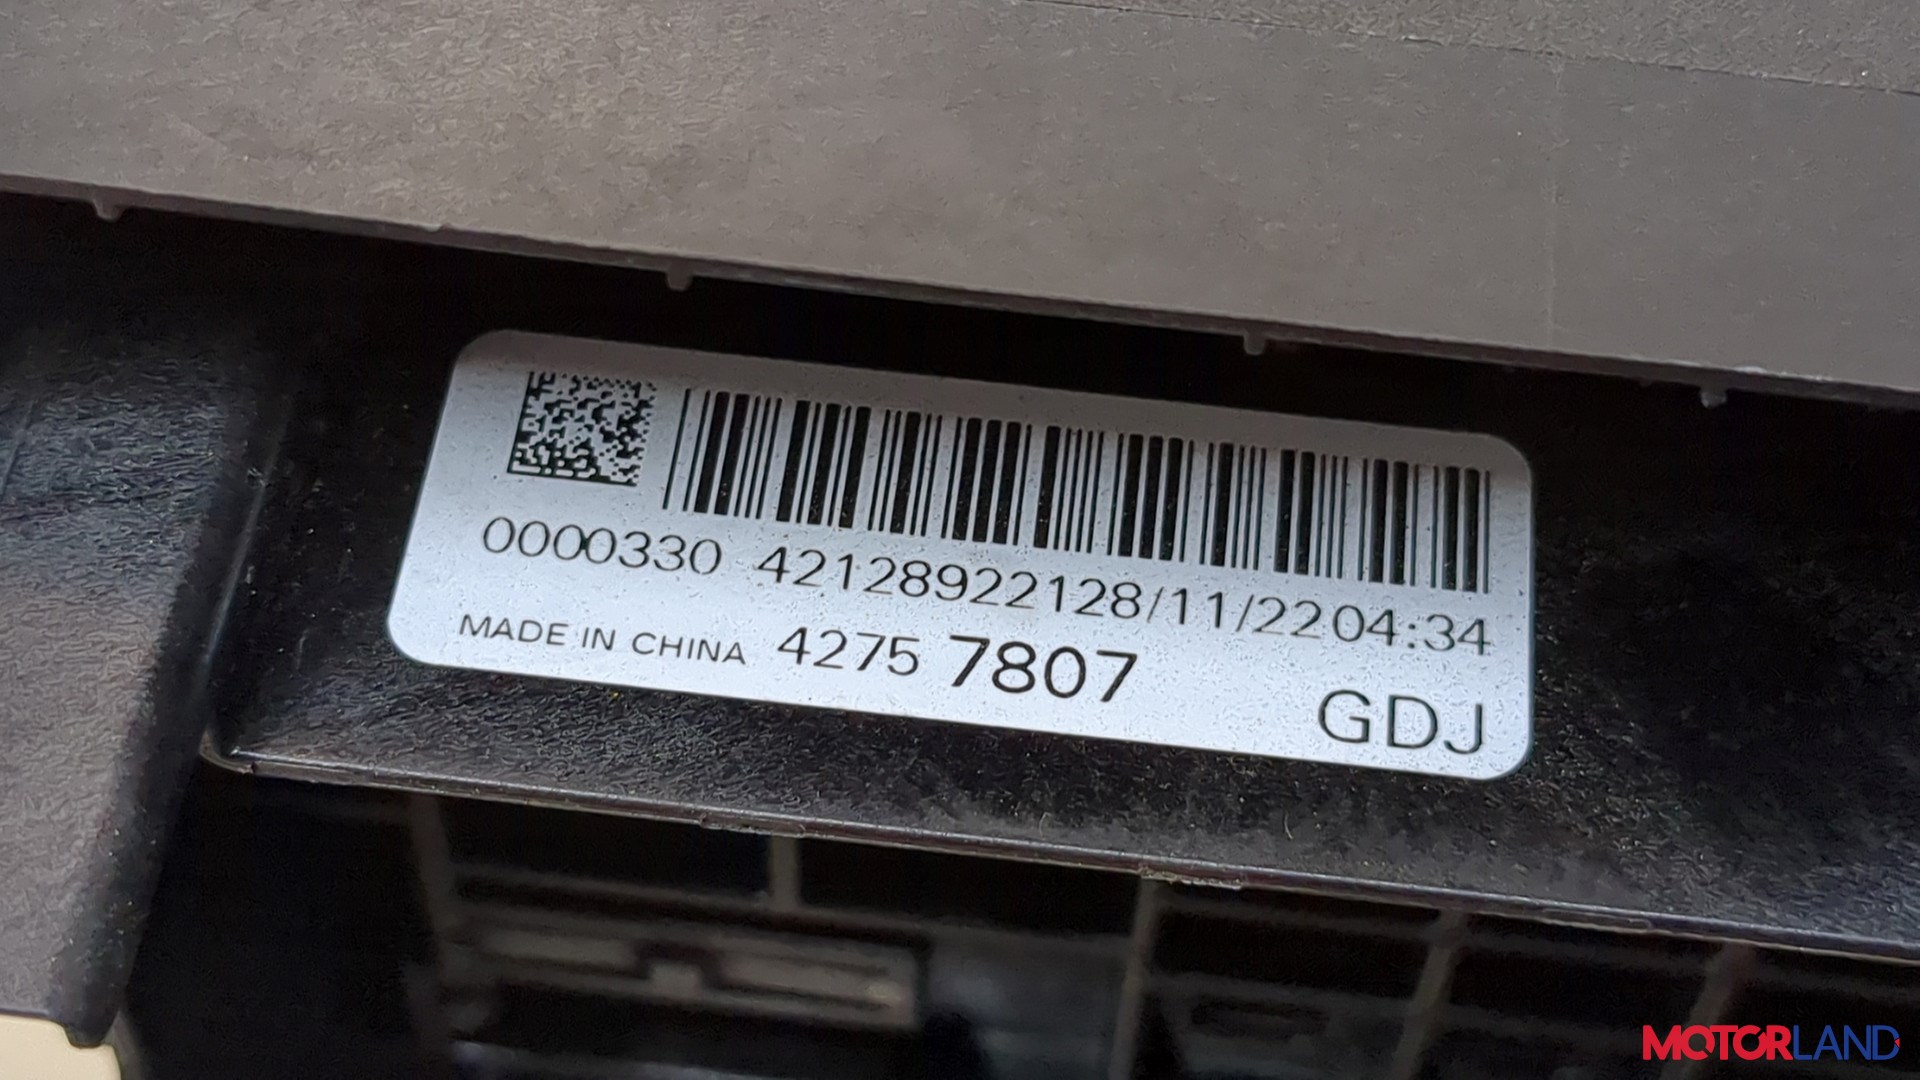 0000330 42128922128/11/2204:34
MADE IN CHINA 4275 7807
GDJ
MOTORLAND